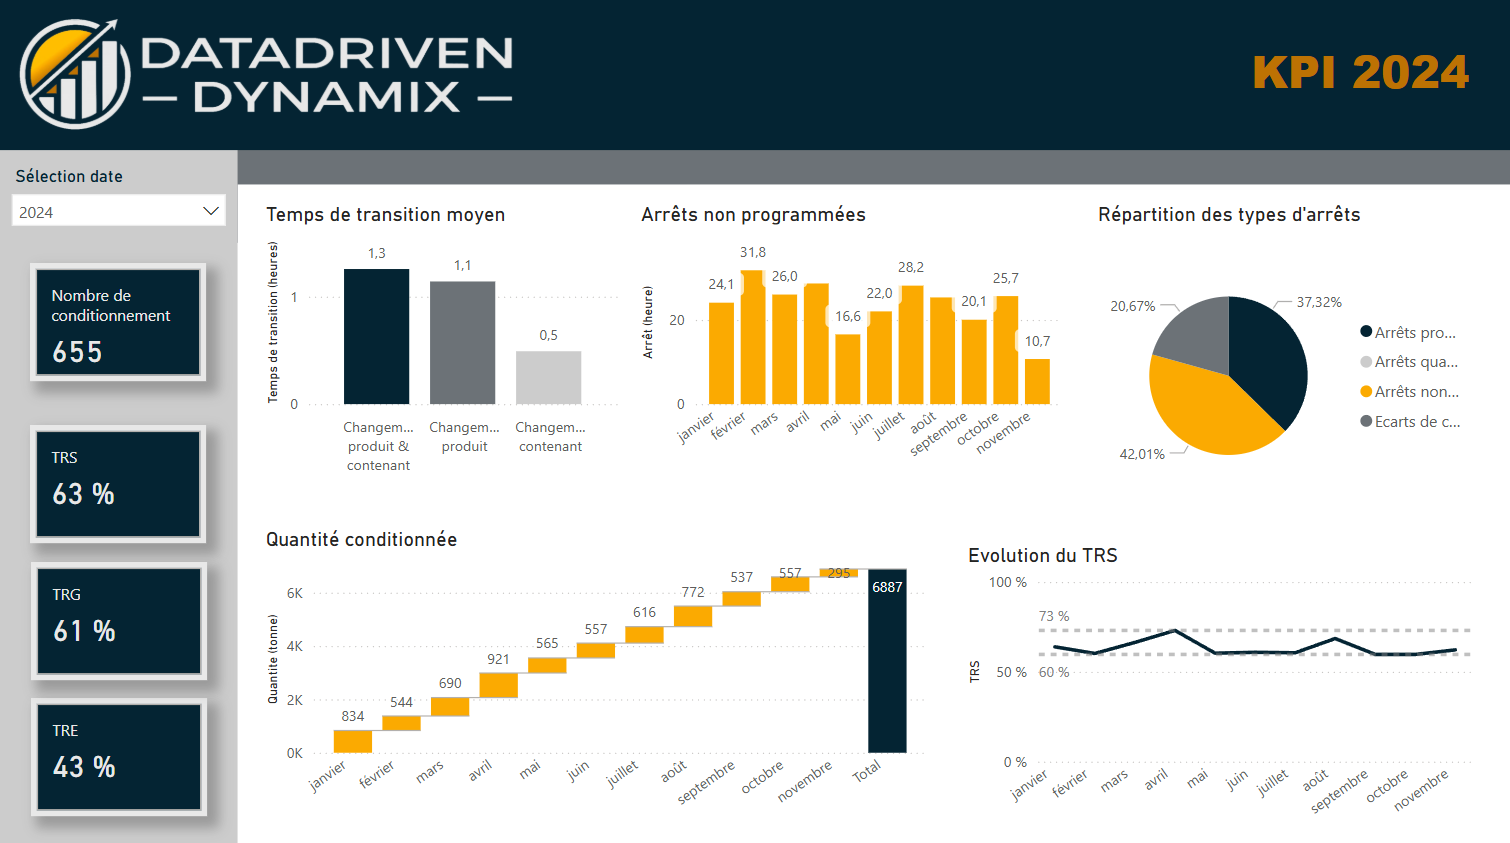 DATADRIVEN
— DYNAMIX —
KPI 2024
Sélection date
2024
Nombre de
conditionnement
655
TRS
63 %
TRG
61 %
TRE
43 %
Temps de transition moyen
Temps de transition (heures)
1
0
1,3
1,1
0,5
Changem...
produit &
contenant
Changem...
produit
Changem...
contenant
Arrêts non programmées
Arrêt (heure)
20
0
24,1
31,8
26,0
16,6
22,0
28,2
20,1
25,7
10,7
janvier
février
mars
avril
mai
juin
juillet
août
septembre
octobre
novembre
Répartition des types d'arrêts
20,67%
37,32%
42,01%
Arrêts pro...
Arrêts qua...
Arrêts non...
Ecarts de c...
Quantité conditionnée
Quantite (tonne)
6K
4K
2K
0K
834
544
690
921
565
557
616
772
537
557
295
6887
janvier
février
mars
avril
mai
juin
juillet
août
septembre
octobre
novembre
Total
Evolution du TRS
TRS
100 %
50 %
0 %
73 %
60 %
janvier
février
mars
avril
mai
juin
juillet
août
septembre
octobre
novembre